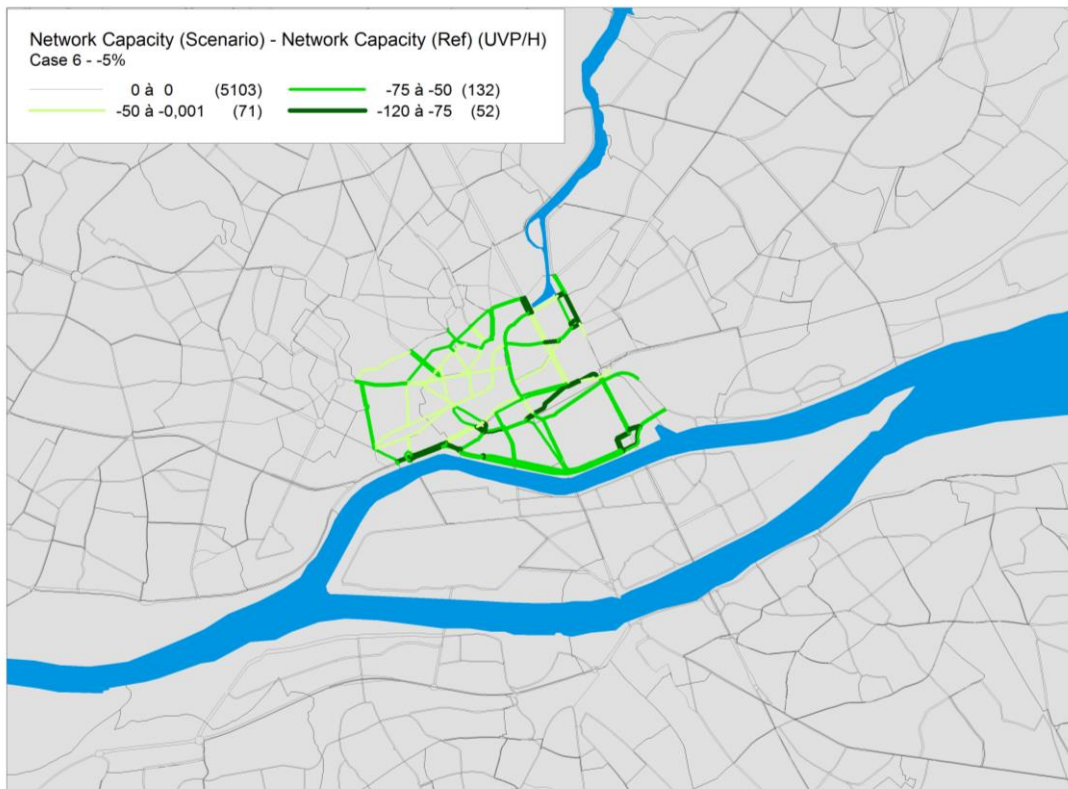 Network Capacity (Scenario) - Network Capacity (Ref) (UVP/H)
Case 6 - -5%
0 à 0 (5103)
-75 à -50 (132)
-50 à -0,001 (71)
-120 à -75 (52)